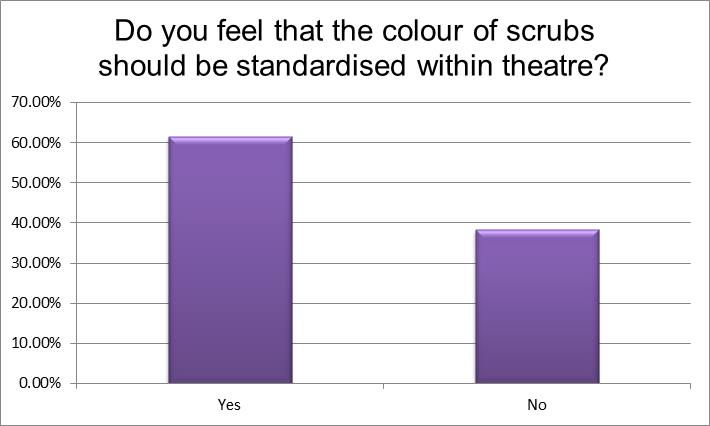 Do you feel that the colour of scrubs
should be standardised within theatre?
70.00%
60.00%
50.00%
40.00%
30.00%
20.00%
10.00%
0.00%
Yes No